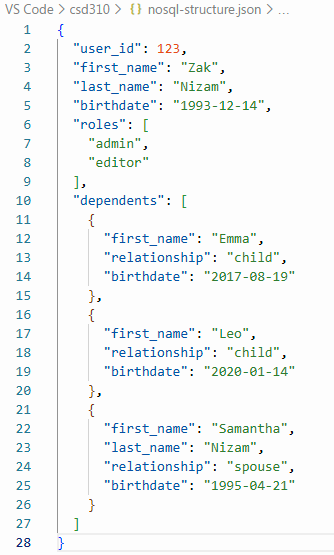 VS Code > csd310 > {} nosql-structure.json > ...
1 {
2   "user_id": 123,
3   "first_name": "Zak",
4   "last_name": "Nizam",
5   "birthdate": "1993-12-14",
6   "roles": [
7     "admin",
8     "editor"
9   ],
10   "dependents": [
11     {
12       "first_name": "Emma",
13       "relationship": "child",
14       "birthdate": "2017-08-19"
15     },
16     {
17       "first_name": "Leo",
18       "relationship": "child",
19       "birthdate": "2020-01-14"
20     },
21     {
22       "first_name": "Samantha",
23       "last_name": "Nizam",
24       "relationship": "spouse",
25       "birthdate": "1995-04-21"
26     }
27   ]
28 }